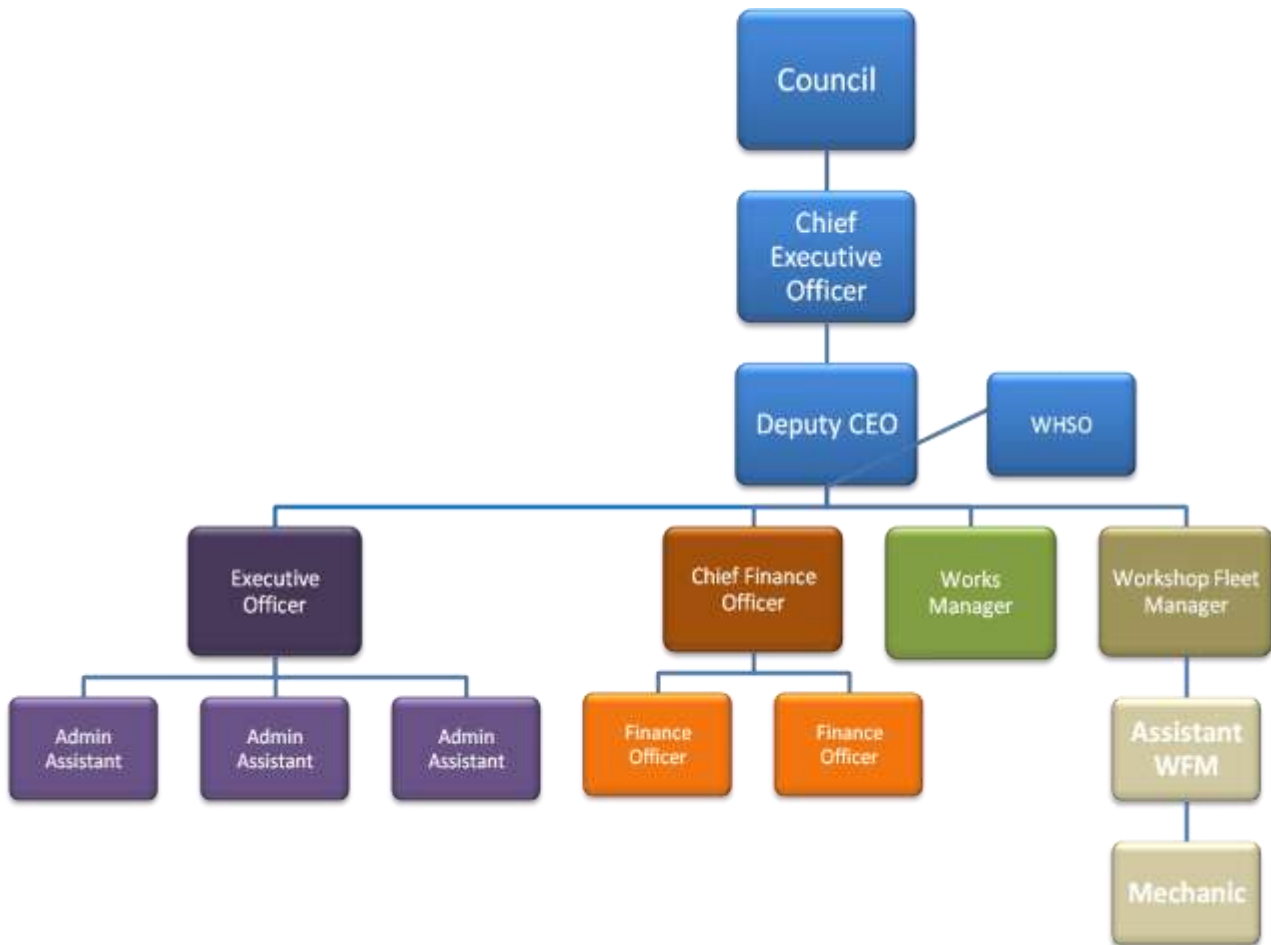 Council
Chief
Executive
Officer
Deputy CEO
WHSO
Executive
Officer
Chief Finance
Officer
Works
Manager
Workshop Fleet
Manager
Admin
Assistant
Admin
Assistant
Admin
Assistant
Finance
Officer
Finance
Officer
Assistant
WFM
Mechanic